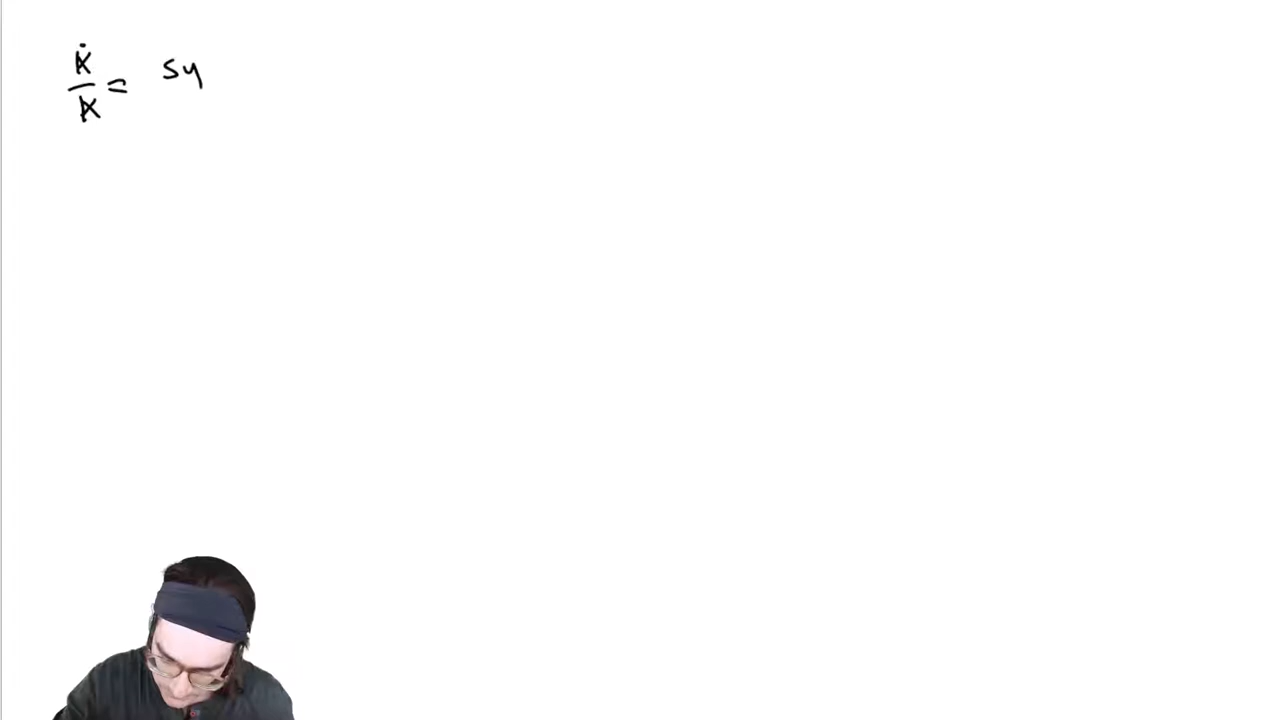 k̇/k = sy